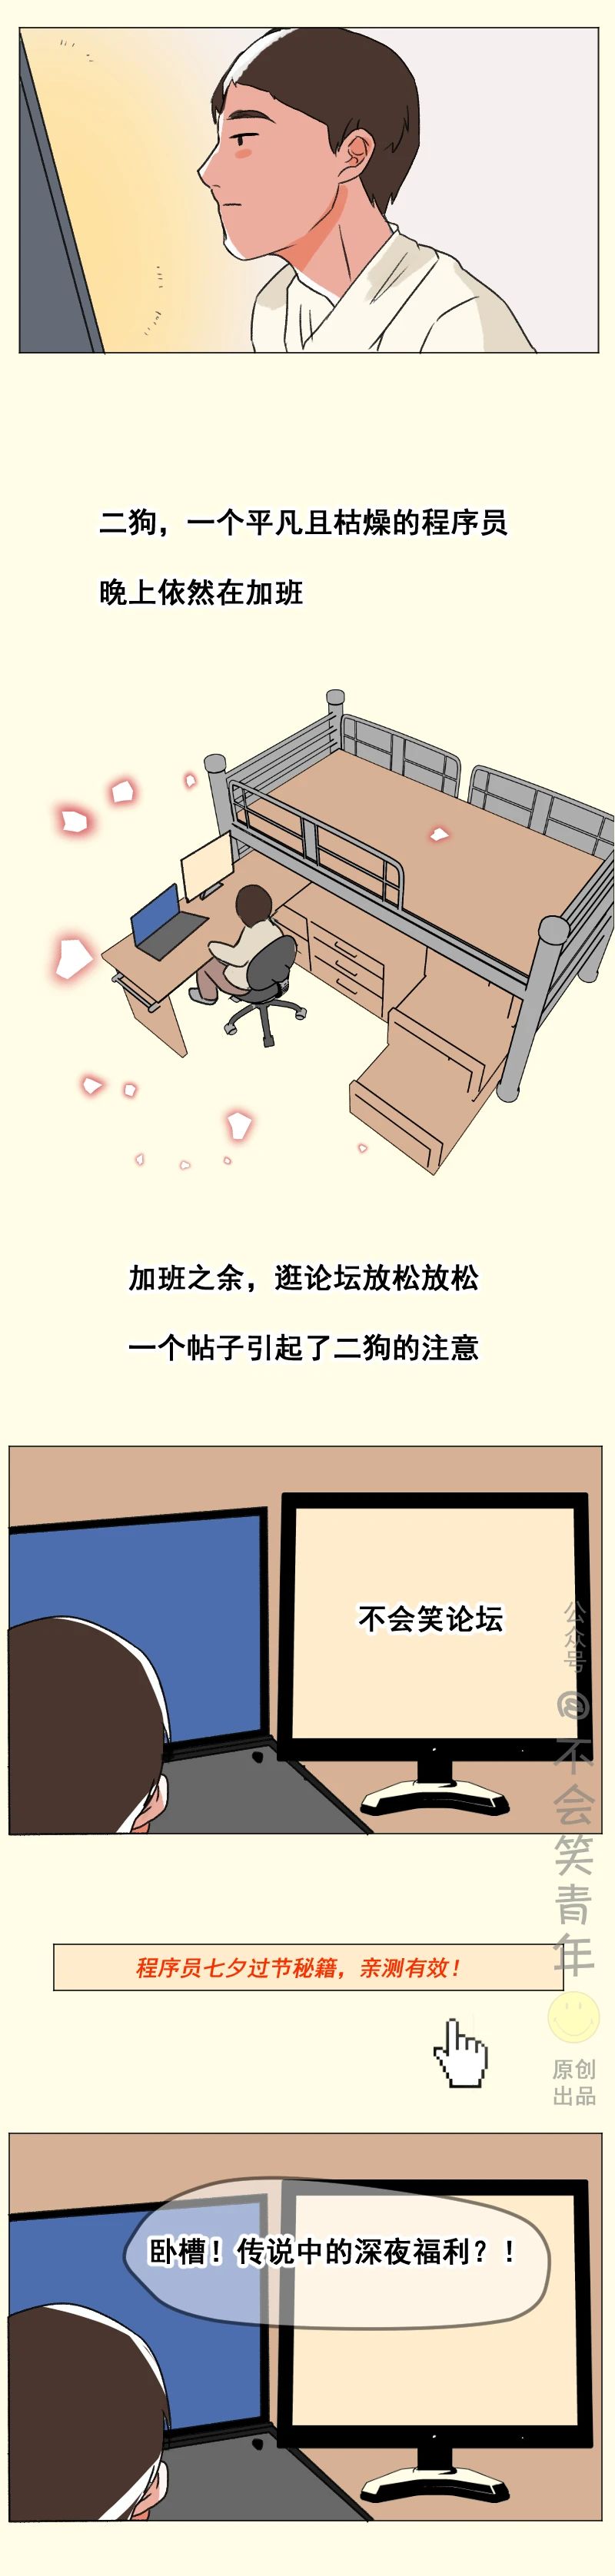 二狗，一个平凡且枯燥的程序员
晚上依然在加班
加班之余，逛论坛放松放松
一个帖子引起了二狗的注意
不会笑论坛
公众号
@不会笑青年
程序员七夕过节秘籍，亲测有效！
原创
出品
卧槽！传说中的深夜福利？！